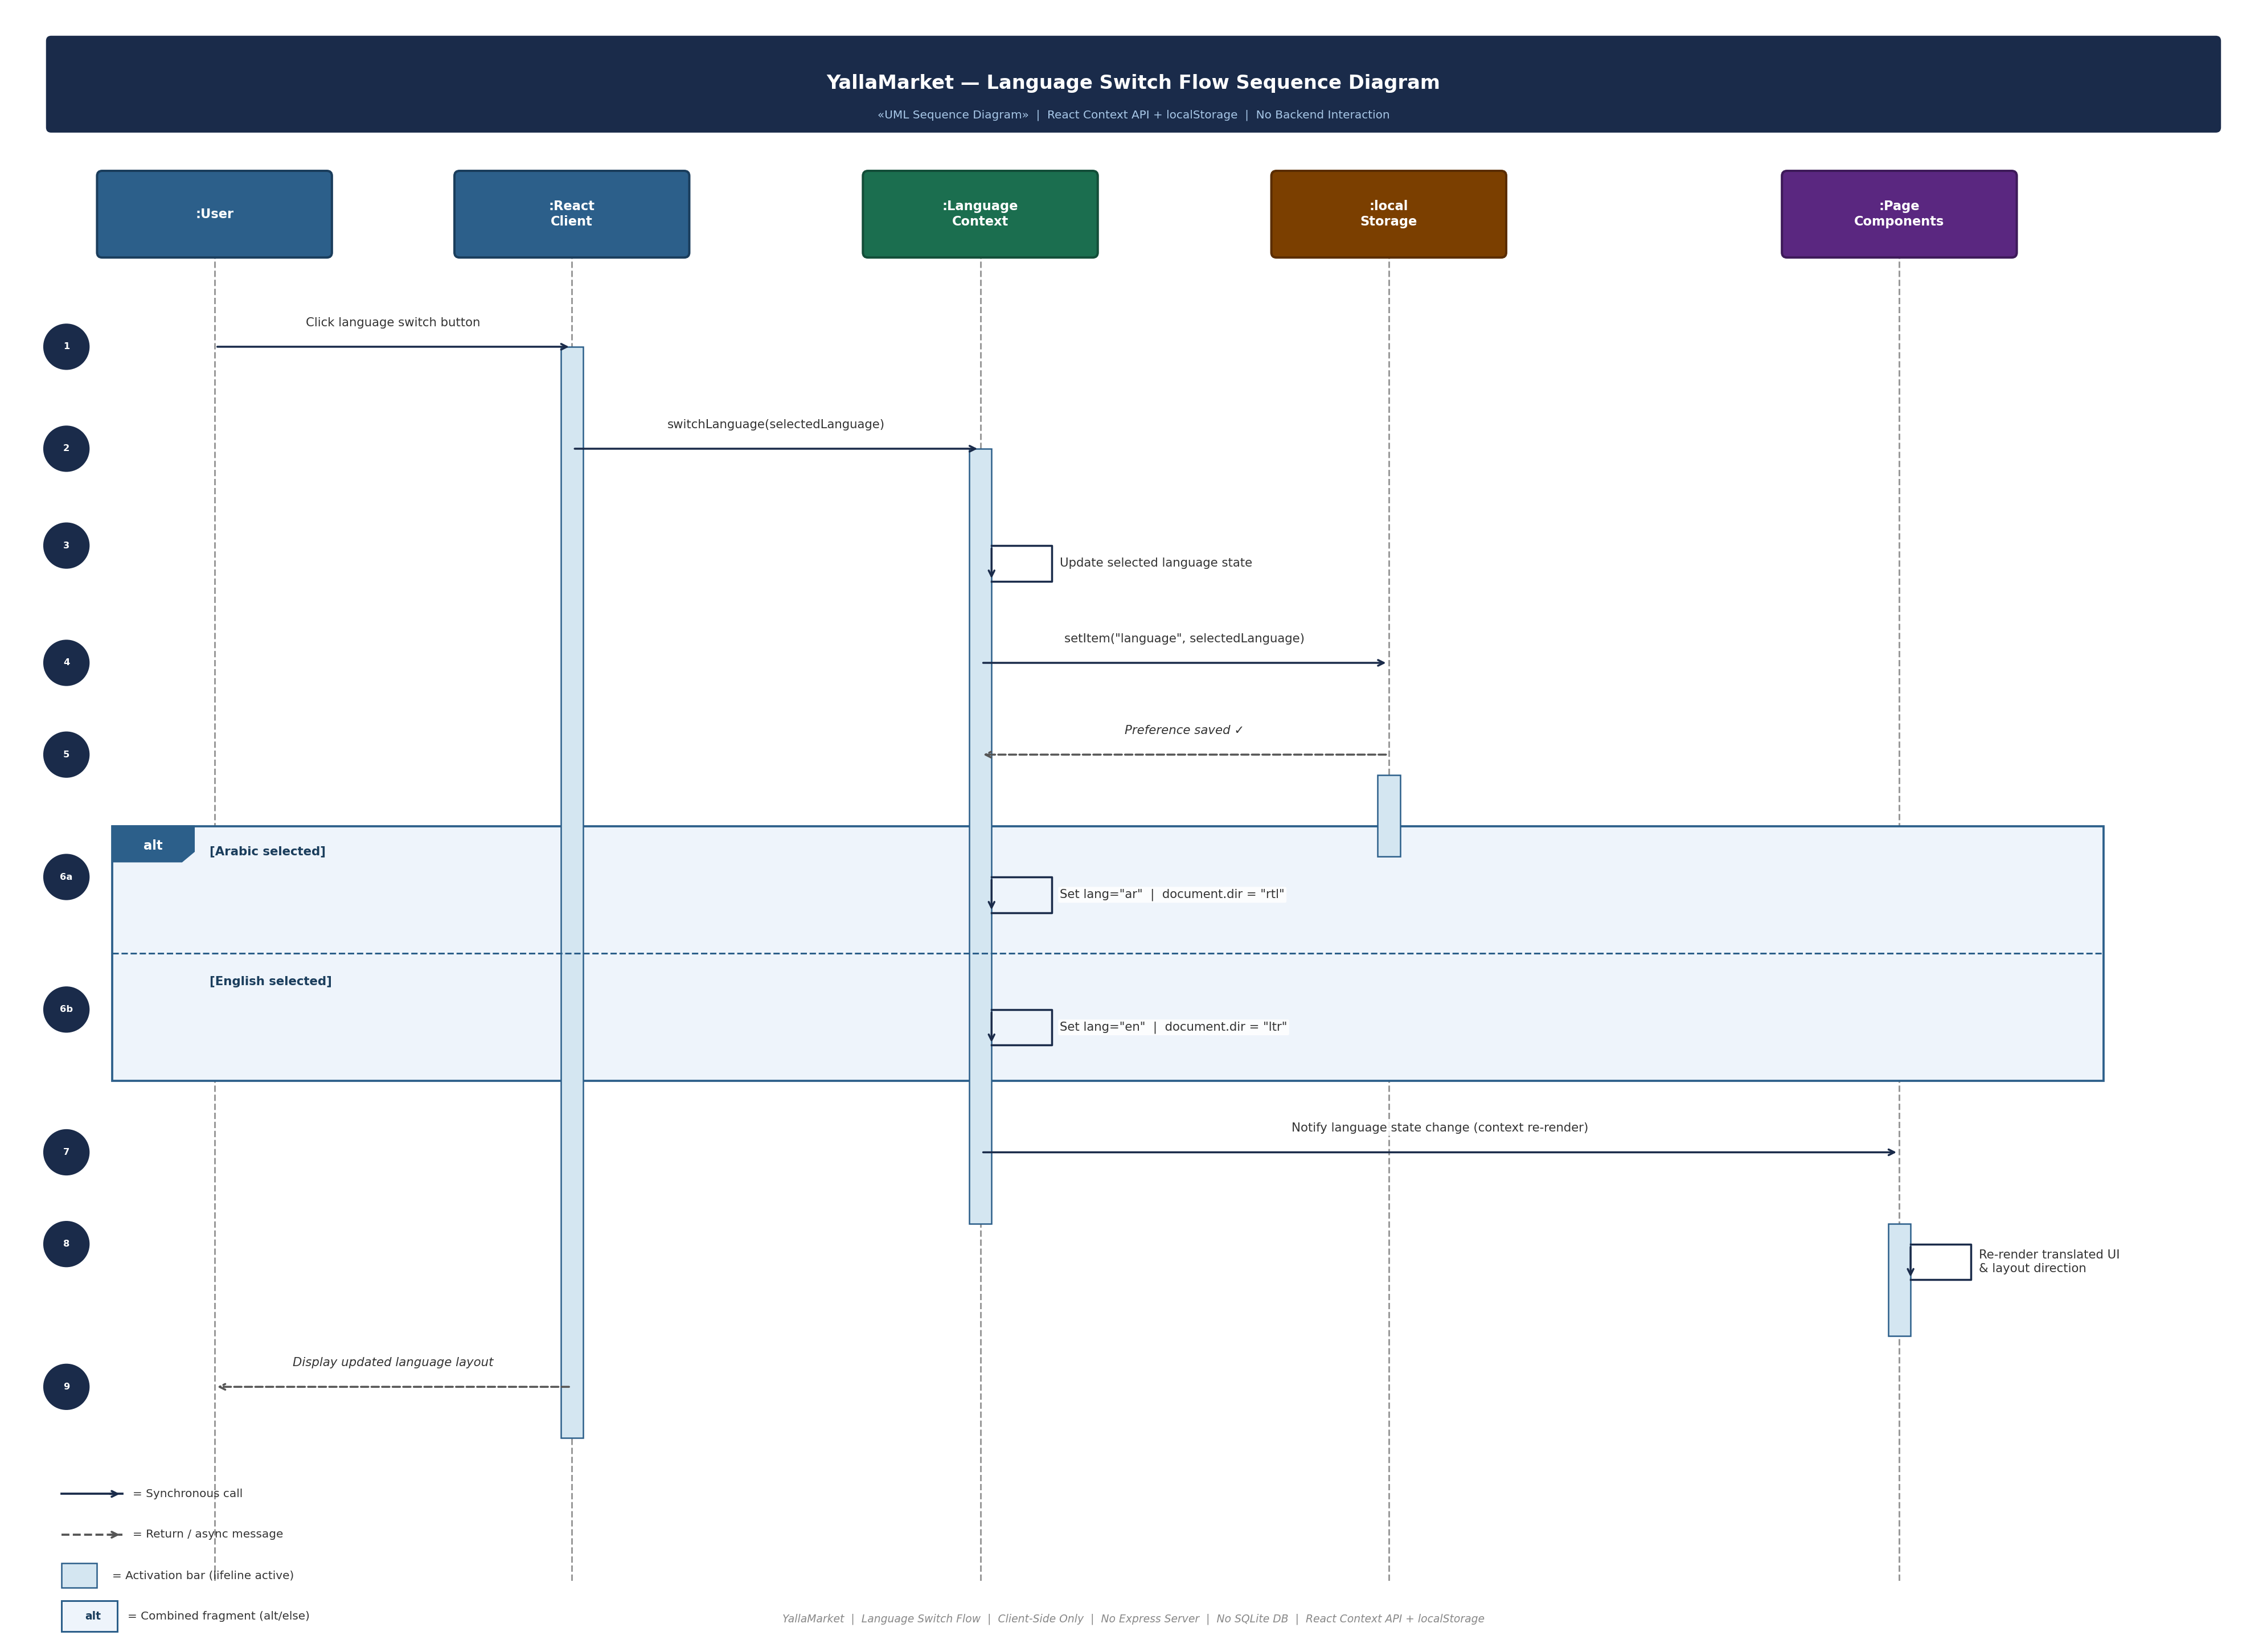 YallaMarket — Language Switch Flow Sequence Diagram
«UML Sequence Diagram» | React Context API + localStorage | No Backend Interaction
:User
:React
Client
:Language
Context
:local
Storage
:Page
Components
1
Click language switch button
2
switchLanguage(selectedLanguage)
3
Update selected language state
4
setItem("language", selectedLanguage)
5
Preference saved ✓
alt
[Arabic selected]
6a
Set lang="ar" | document.dir = "rtl"
[English selected]
6b
Set lang="en" | document.dir = "ltr"
7
Notify language state change (context re-render)
8
Re-render translated UI
& layout direction
9
Display updated language layout
= Synchronous call
= Return / async message
= Activation bar (lifeline active)
alt
= Combined fragment (alt/else)
YallaMarket | Language Switch Flow | Client-Side Only | No Express Server | No SQLite DB | React Context API + localStorage